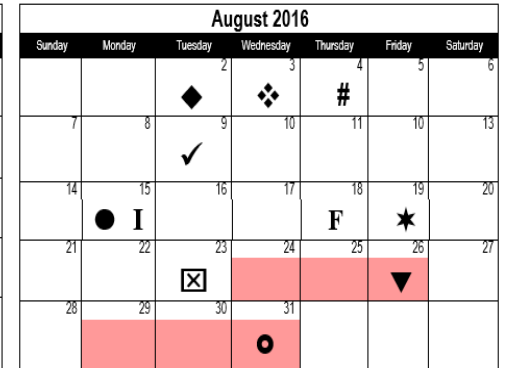 August 2016
Sunday Monday Tuesday Wednesday Thursday Friday Saturday
2 3 4 5 6
◆ ❖ #
7 8 9 10 11 10 13
✓
14 15 16 17 18 19 20
● I F ✶
21 22 23 24 25 26 27
☒ ▼
28 29 30 31